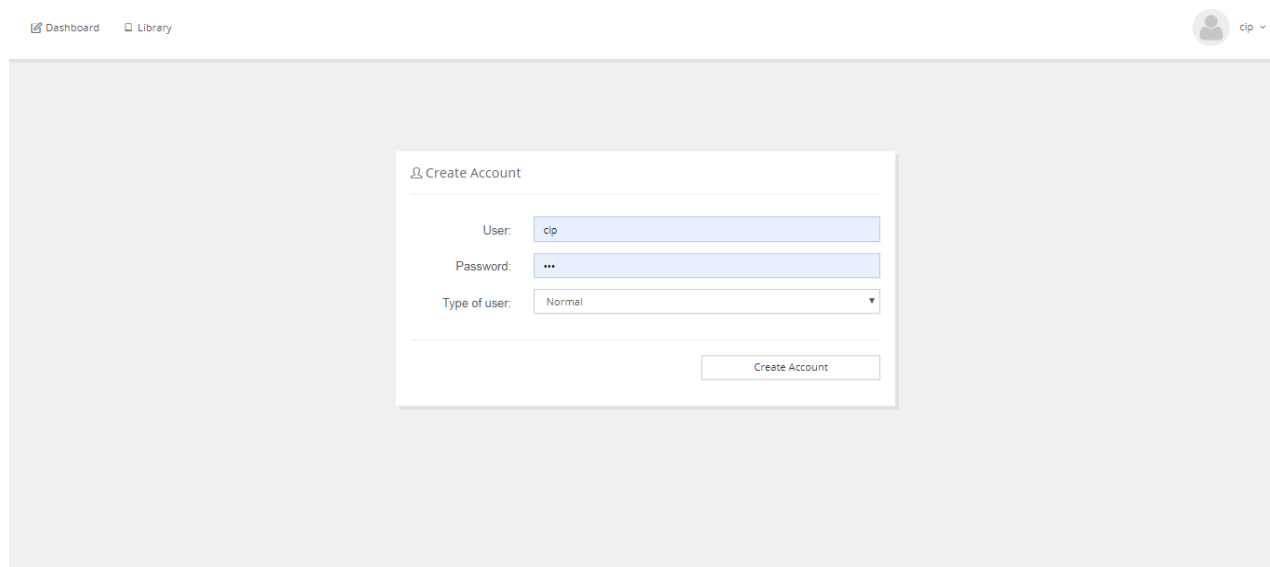 Dashboard Library cip
Create Account
User: cip
Password: •••
Type of user: Normal
Create Account